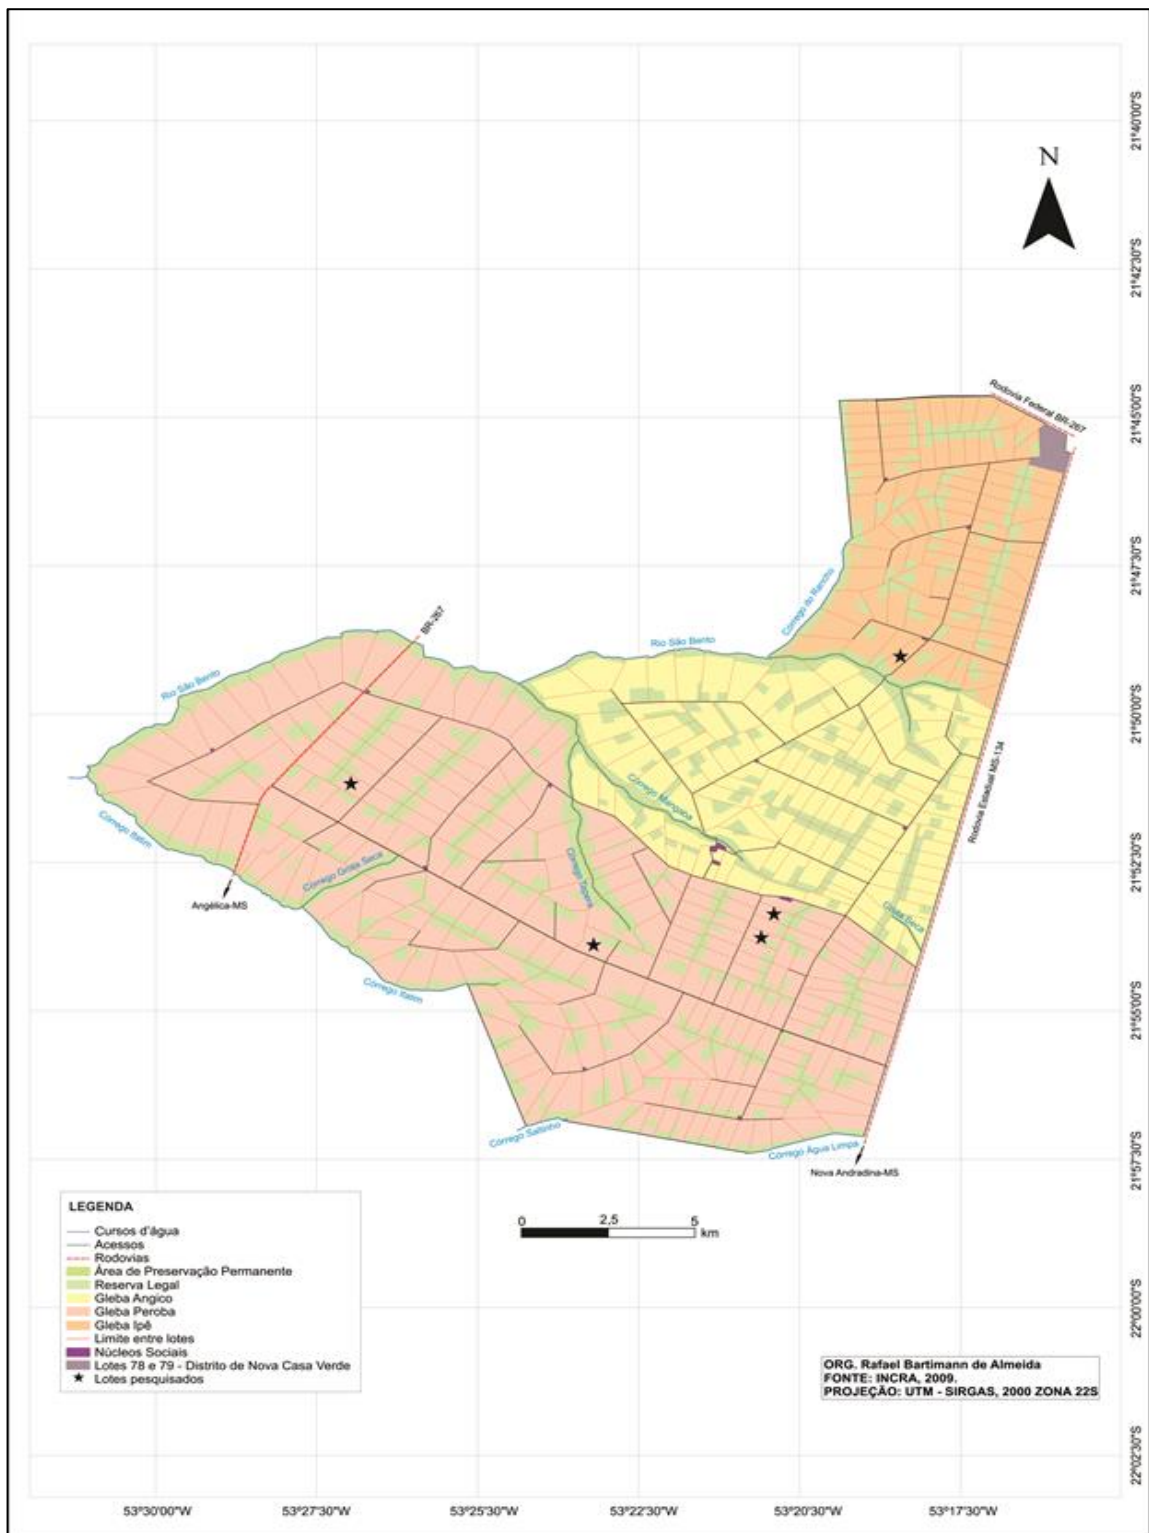 N
21°40'00"S
21°42'30"S
21°45'00"S
21°47'30"S
21°50'00"S
21°52'30"S
21°55'00"S
21°57'30"S
22°00'00"S
22°02'30"S
Rodovia Federal BR-267
Córrego do Rancho
Rio São Bento
BR-267
Rio São Bento
Rodovia Estadual MS-134
Córrego Mangaba
Córrego Itatim
Córrego Grota Seca
Córrego Tapera
Angélica-MS
Grota Seca
Córrego Itatim
Córrego Saltinho
Córrego Água Limpa
Nova Andradina-MS
LEGENDA
Cursos d'água
Acessos
Rodovias
Área de Preservação Permanente
Reserva Legal
Gleba Angico
Gleba Peroba
Gleba Ipê
Limite entre lotes
Núcleos Sociais
Lotes 78 e 79 - Distrito de Nova Casa Verde
Lotes pesquisados
0 2,5 5
km
ORG. Rafael Bartimann de Almeida
FONTE: INCRA, 2009.
PROJEÇÃO: UTM - SIRGAS, 2000 ZONA 22S
53°30'00"W 53°27'30"W 53°25'30"W 53°22'30"W 53°20'30"W 53°17'30"W